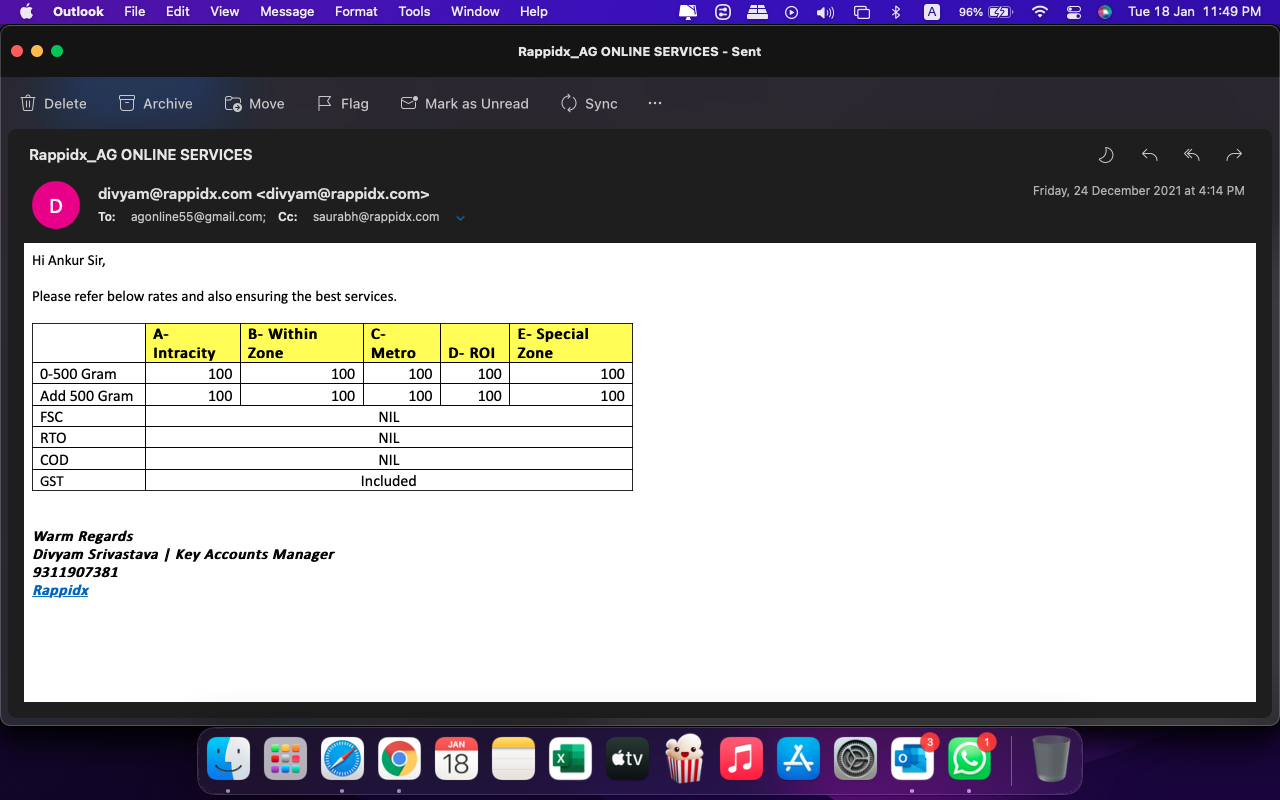 Outlook File Edit View Message Format Tools Window Help A 96% Tue 18 Jan 11:49 PM
Rappidx_AG ONLINE SERVICES - Sent
Delete Archive Move Flag Mark as Unread Sync ...
Rappidx_AG ONLINE SERVICES
D
divyam@rappidx.com <divyam@rappidx.com>
Friday, 24 December 2021 at 4:14 PM
To: agonline55@gmail.com; Cc: saurabh@rappidx.com
Hi Ankur Sir,
Please refer below rates and also ensuring the best services.
A- Intracity B- Within Zone C- Metro D- ROI E- Special Zone
0-500 Gram 100 100 100 100 100
Add 500 Gram 100 100 100 100 100
FSC NIL
RTO NIL
COD NIL
GST Included
Warm Regards
Divyam Srivastava | Key Accounts Manager
9311907381
Rappidx
JAN
18
X
tv
O
3
1